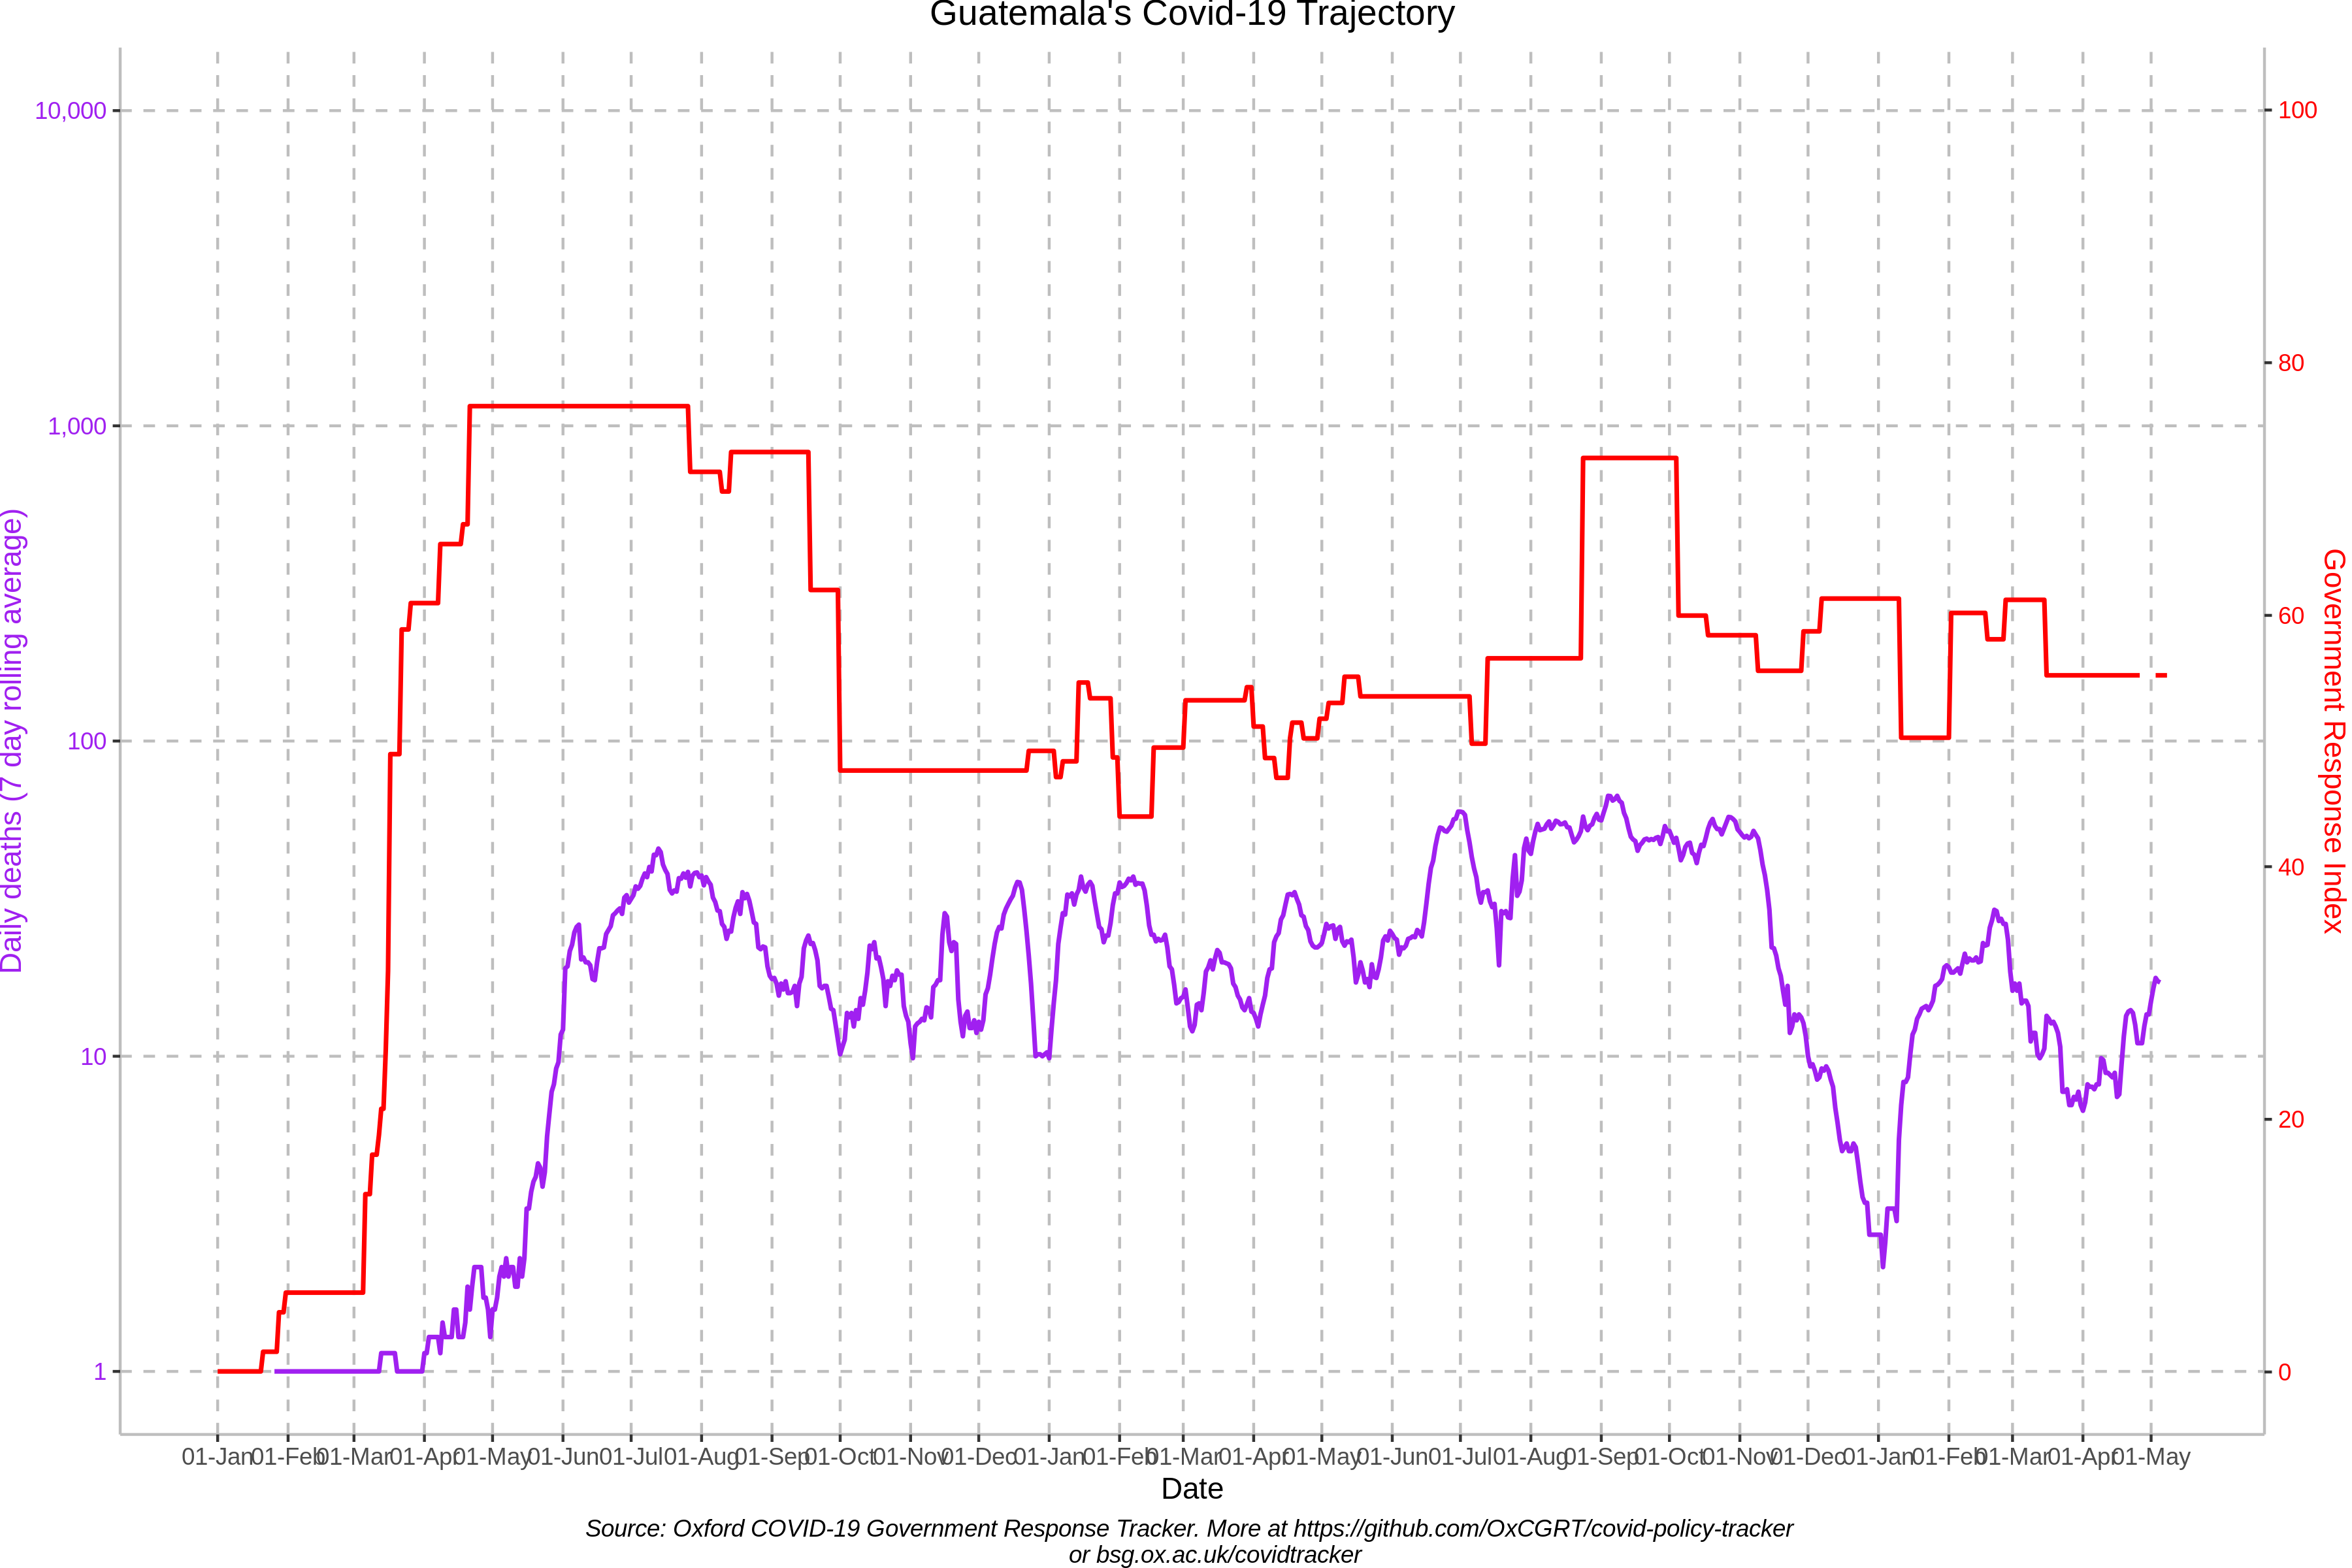 Guatemala's Covid-19 Trajectory
10,000
1,000
100
10
1
Daily deaths (7 day rolling average)
100
80
60
40
20
0
Government Response Index
01-Jan 01-Feb 01-Mar 01-Apr 01-May 01-Jun 01-Jul 01-Aug 01-Sep 01-Oct 01-Nov 01-Dec 01-Jan 01-Feb 01-Mar 01-Apr 01-May 01-Jun 01-Jul 01-Aug 01-Sep 01-Oct 01-Nov 01-Dec 01-Jan 01-Feb 01-Mar 01-Apr 01-May
Date
Source: Oxford COVID-19 Government Response Tracker. More at https://github.com/OxCGRT/covid-policy-tracker
or bsg.ox.ac.uk/covidtracker